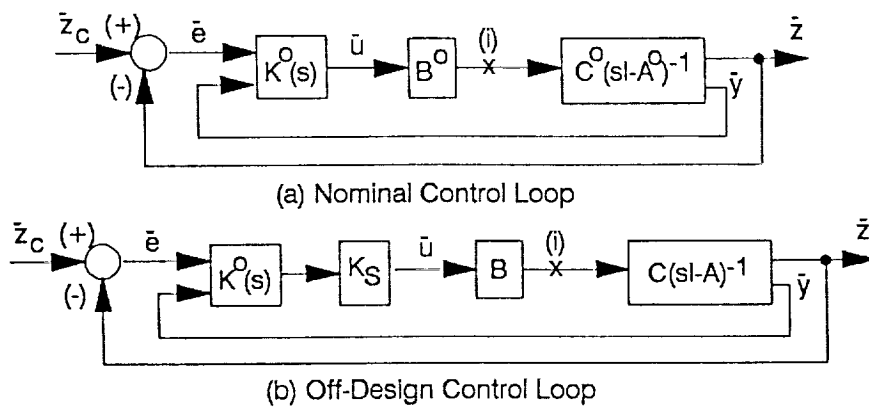 z̄c (+) ē K°(s) ū B° (i) x C°(sI-A°)⁻¹ z̄
(-) ȳ
(a) Nominal Control Loop
z̄c (+) ē K°(s) KS ū B (i) x C(sI-A)⁻¹ z̄
(-) ȳ
(b) Off-Design Control Loop